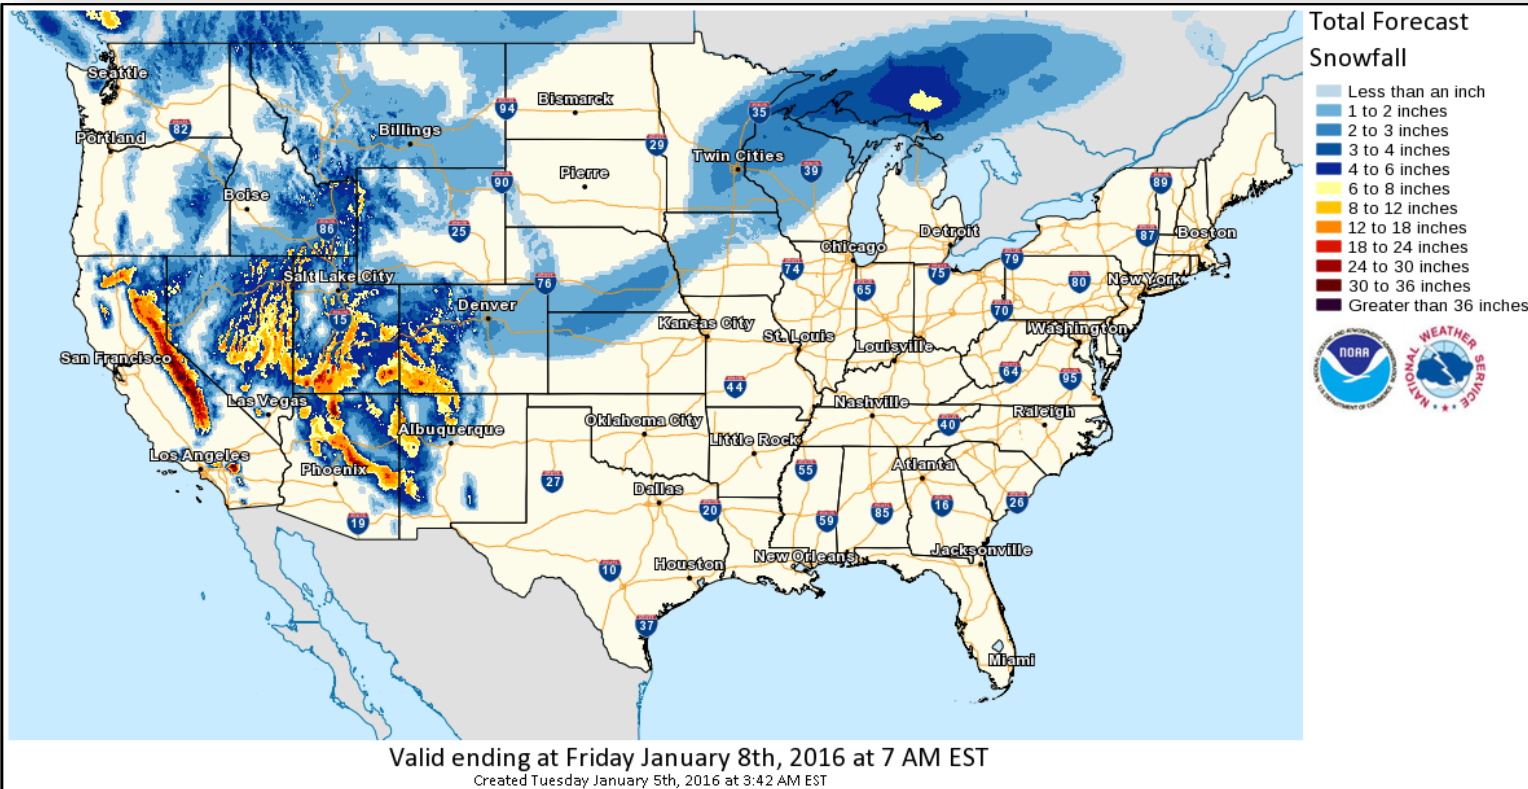 Total Forecast
Snowfall
Less than an inch
1 to 2 inches
2 to 3 inches
3 to 4 inches
4 to 6 inches
6 to 8 inches
8 to 12 inches
12 to 18 inches
18 to 24 inches
24 to 30 inches
30 to 36 inches
Greater than 36 inches
NOAA
NATIONAL WEATHER SERVICE
Seattle
94
Bismarck
35
82
Portland
Billings
29
Twin Cities
39
90
Pierre
89
Boise
86
25
Chicago
Detroit
87
Boston
Salt Lake City
76
74
65
75
79
80
New York
15
Denver
70
Kansas City
St. Louis
Louisville
Washington
San Francisco
44
64
95
Las Vegas
Nashville
Raleigh
Albuquerque
Oklahoma City
40
Little Rock
Los Angeles
Phoenix
27
55
Atlanta
Dallas
20
19
59
85
16
26
10
Houston
New Orleans
Jacksonville
37
Miami
Valid ending at Friday January 8th, 2016 at 7 AM EST
Created Tuesday January 5th, 2016 at 3:42 AM EST